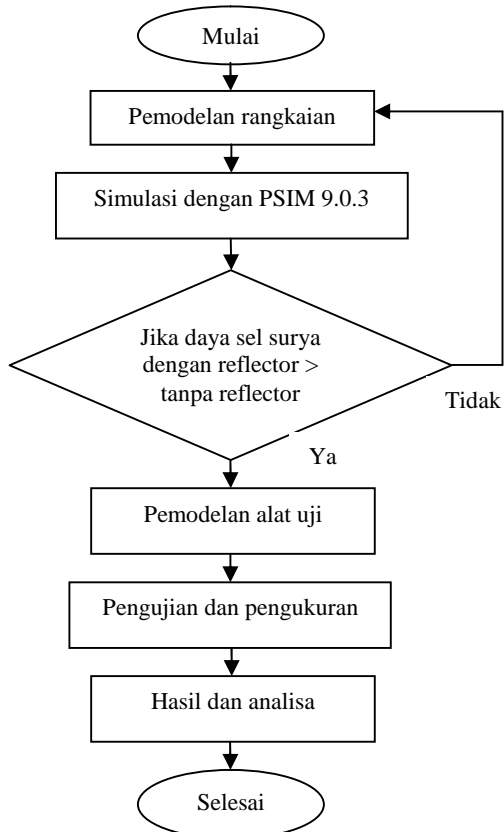 Mulai
Pemodelan rangkaian
Simulasi dengan PSIM 9.0.3
Jika daya sel surya
dengan reflector >
tanpa reflector
Tidak
Ya
Pemodelan alat uji
Pengujian dan pengukuran
Hasil dan analisa
Selesai